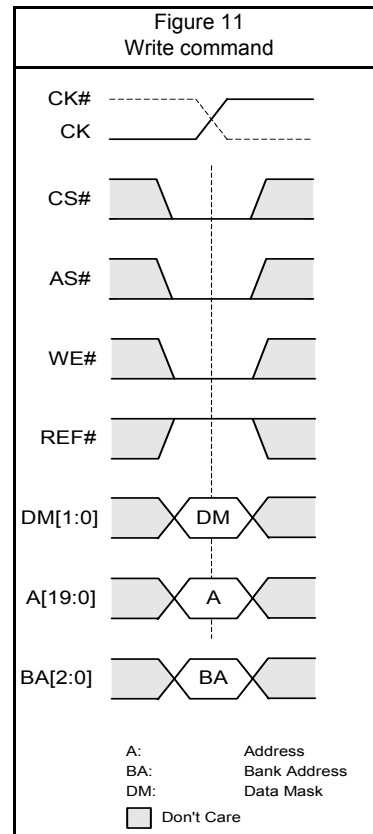 Figure 11
Write command
CK#
CK
CS#
AS#
WE#
REF#
DM[1:0] DM
A[19:0] A
BA[2:0] BA
A: Address
BA: Bank Address
DM: Data Mask
Don't Care